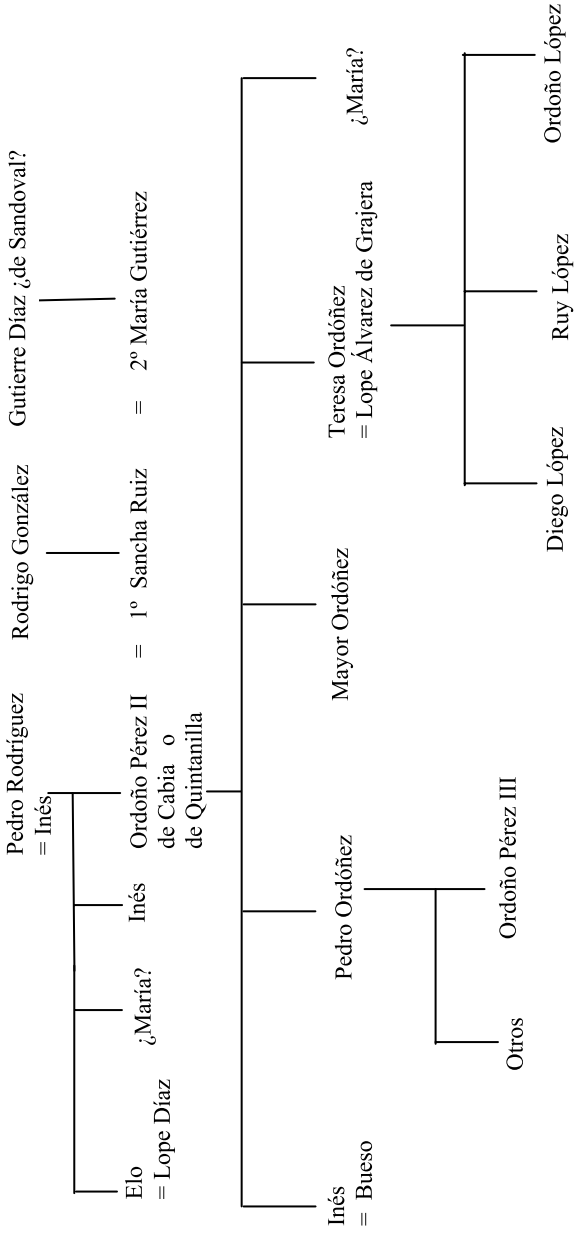 Pedro Rodríguez
= Inés
Rodrigo González
Gutierre Díaz ¿de Sandoval?
Elo
= Lope Díaz
¿María?
Inés
Ordoño Pérez II
de Cabia o
de Quintanilla
= 1º Sancha Ruiz
= 2º María Gutiérrez
Inés
= Bueso
Pedro Ordóñez
Mayor Ordóñez
Teresa Ordóñez
= Lope Álvarez de Grajera
¿María?
Otros
Ordoño Pérez III
Diego López
Ruy López
Ordoño López